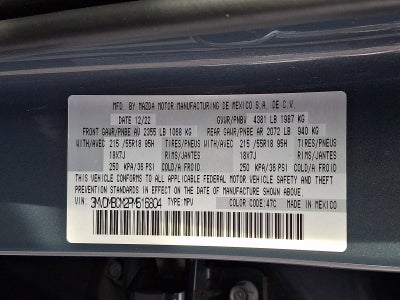 MFD. BY MAZDA MOTOR MANUFACTURING DE MEXICO S.A. DE C.V.
DATE 12/22 GVWR/PNBV 4381 LB 1987 KG
FRONT GAWR/PNBE AV 2355 LB 1068 KG REAR GAWR/PNBE AR 2072 LB 940 KG
WITH/AVEC 215/55R18 95H TIRES/PNEUS WITH/AVEC 215/55R18 95H TIRES/PNEUS
18X7J RIMS/JANTES 18X7J RIMS/JANTES
250 KPA/36 PSI COLD/A FROID 250 KPA/36 PSI COLD/A FROID
THIS VEHICLE CONFORMS TO ALL APPLICABLE FEDERAL MOTOR VEHICLE SAFETY AND THEFT
PREVENTION STANDARDS IN EFFECT ON THE DATE OF MANUFACTURE SHOWN ABOVE.
VIN: TYPE MPV COLOR CODE: 47C